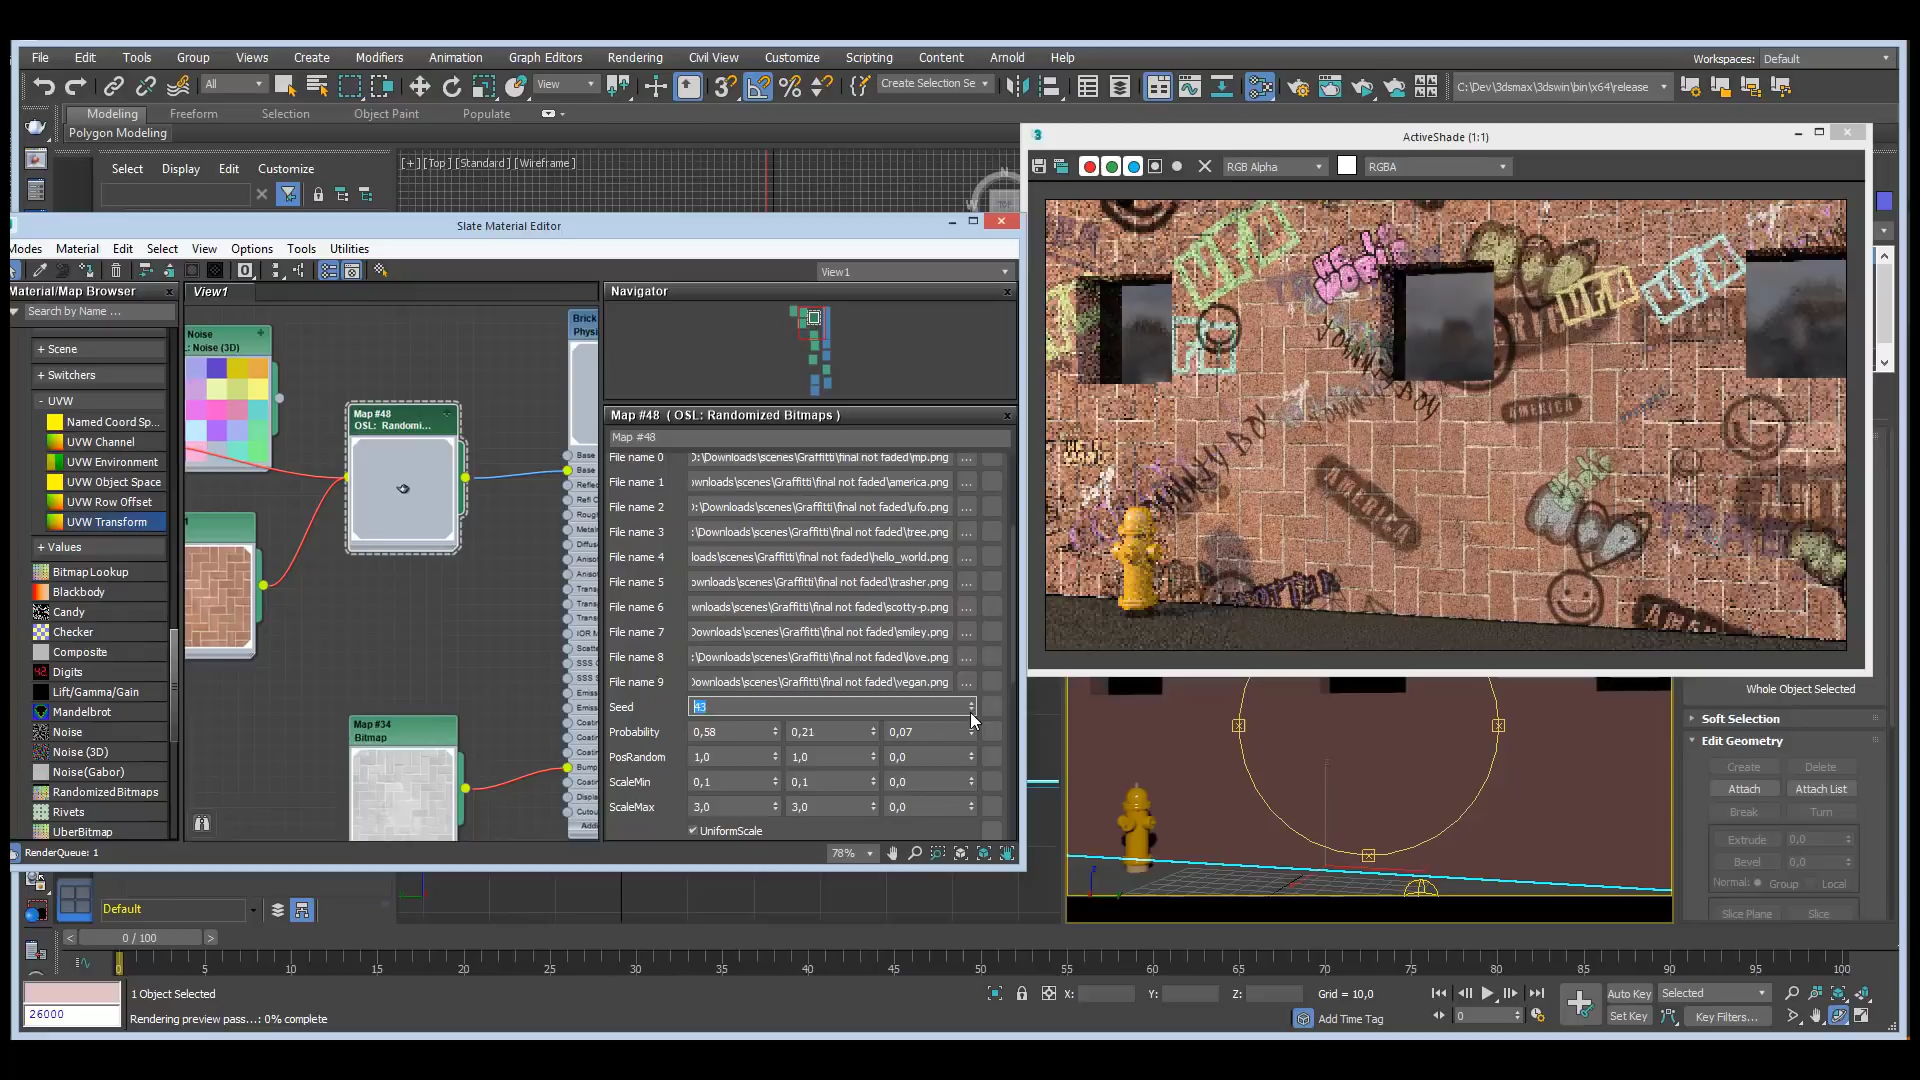 File Edit Tools Group Views Create Modifiers Animation Graph Editors Rendering Civil View Customize Scripting Content Arnold Help
Workspaces: Default
All
View
Create Selection Se
C:\Dev\3dsmax\3dswin\bin\x64\release
Modeling Freeform Selection Object Paint Populate
Polygon Modeling
ActiveShade (1:1)
Select Display Edit Customize
[+] [Top] [Standard] [Wireframe]
RGB Alpha
RGBA
Slate Material Editor
Modes Material Edit Select View Options Tools Utilities
View1
Material/Map Browser
View1
Navigator
Search by Name ...
+ Scene
+ Switchers
- UVW
Named Coord Sp...
UVW Channel
UVW Environment
UVW Object Space
UVW Row Offset
UVW Transform
+ Values
BitmapLookup
Blackbody
Candy
Checker
Composite
Digits
Lift/Gamma/Gain
Mandelbrot
Noise
Noise (3D)
Noise(Gabor)
RandomizedBitmaps
Rivets
UberBitmap
Noise
L: Noise (3D)
Map #48
OSL: Randomi...
Map #34
Bitmap
Brick
Physi
Base
Base
Reflec
Refl C
Rough
Metal
Diffus
Aniso
Aniso
Trans
Trans
Trans
IOR M
Scatte
SSS C
SSS S
Emiss
Emiss
Coatin
Coatin
Coatin
Coatin
Bump
Coatin
Displa
Cutou
Addi
Map #48 ( OSL: Randomized Bitmaps )
Map #48
File name 0 D:\Downloads\scenes\Graffitti\final not faded\mp.png ...
File name 1 ownloads\scenes\Graffitti\final not faded\america.png ...
File name 2 D:\Downloads\scenes\Graffitti\final not faded\ufo.png ...
File name 3 :\Downloads\scenes\Graffitti\final not faded\tree.png ...
File name 4 loads\scenes\Graffitti\final not faded\hello_world.png ...
File name 5 ownloads\scenes\Graffitti\final not faded\trasher.png ...
File name 6 wnloads\scenes\Graffitti\final not faded\scotty-p.png ...
File name 7 Downloads\scenes\Graffitti\final not faded\smiley.png ...
File name 8 :\Downloads\scenes\Graffitti\final not faded\love.png ...
File name 9 Downloads\scenes\Graffitti\final not faded\vegan.png ...
Seed 43
Probability 0,58 0,21 0,07
PosRandom 1,0 1,0 0,0
ScaleMin 0,1 0,1 0,0
ScaleMax 3,0 3,0 0,0
UniformScale
RenderQueue: 1
78%
AMERICA
Whole Object Selected
Soft Selection
Edit Geometry
Create Delete
Attach Attach List
Break Turn
Extrude 0,0
Bevel 0,0
Normal: Group Local
Slice Plane Slice
Default
< 0 / 100 >
0 5 10 15 20 25 30 35 40 45 50 55 60 65 70 75 80 85 90 95 100
1 Object Selected
X: Y: Z: Grid = 10,0
Auto Key Selected
26000
Rendering preview pass...: 0% complete
Add Time Tag
0
Set Key Key Filters...